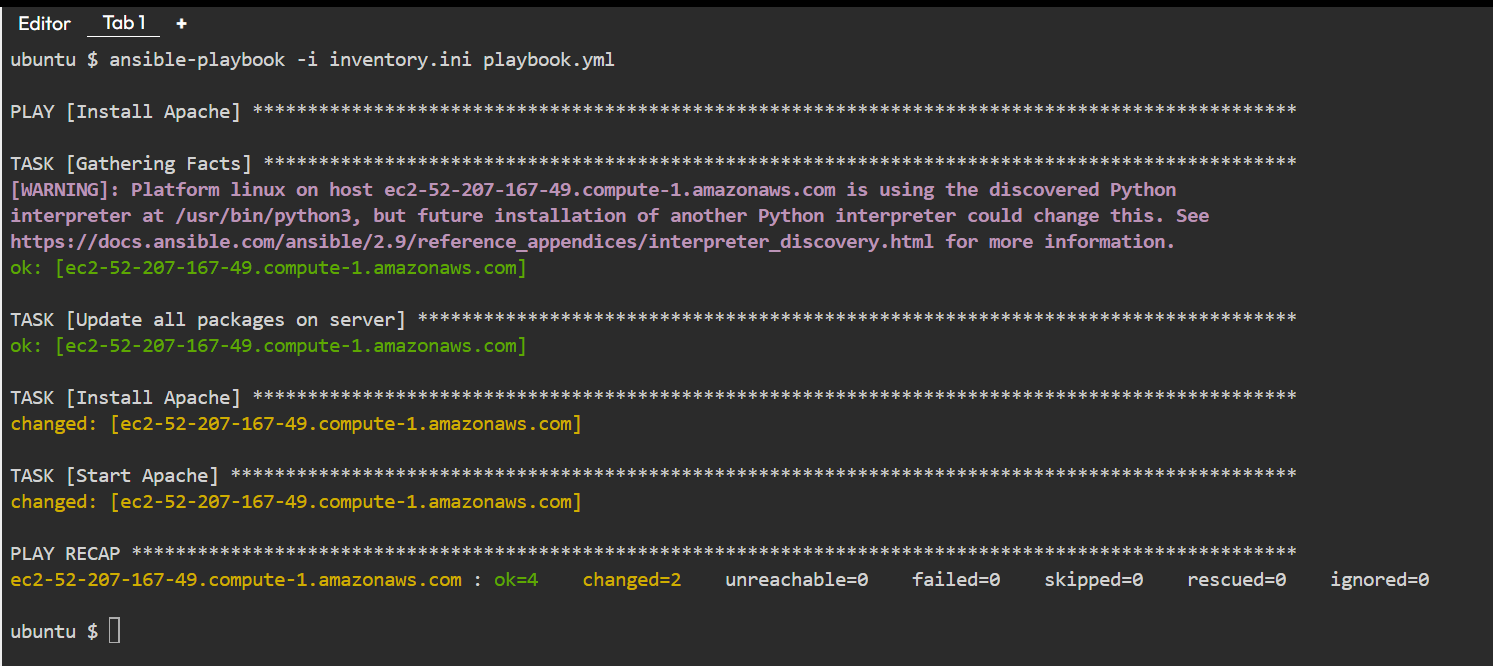 Editor Tab 1 +
ubuntu $ ansible-playbook -i inventory.ini playbook.yml
PLAY [Install Apache] ***********************************************************************************************
TASK [Gathering Facts] **********************************************************************************************
[WARNING]: Platform linux on host ec2-52-207-167-49.compute-1.amazonaws.com is using the discovered Python
interpreter at /usr/bin/python3, but future installation of another Python interpreter could change this. See
https://docs.ansible.com/ansible/2.9/reference_appendices/interpreter_discovery.html for more information.
ok: [ec2-52-207-167-49.compute-1.amazonaws.com]
TASK [Update all packages on server] ********************************************************************************
ok: [ec2-52-207-167-49.compute-1.amazonaws.com]
TASK [Install Apache] ***********************************************************************************************
changed: [ec2-52-207-167-49.compute-1.amazonaws.com]
TASK [Start Apache] *************************************************************************************************
changed: [ec2-52-207-167-49.compute-1.amazonaws.com]
PLAY RECAP **********************************************************************************************************
ec2-52-207-167-49.compute-1.amazonaws.com : ok=4    changed=2    unreachable=0    failed=0    skipped=0    rescued=0    ignored=0
ubuntu $